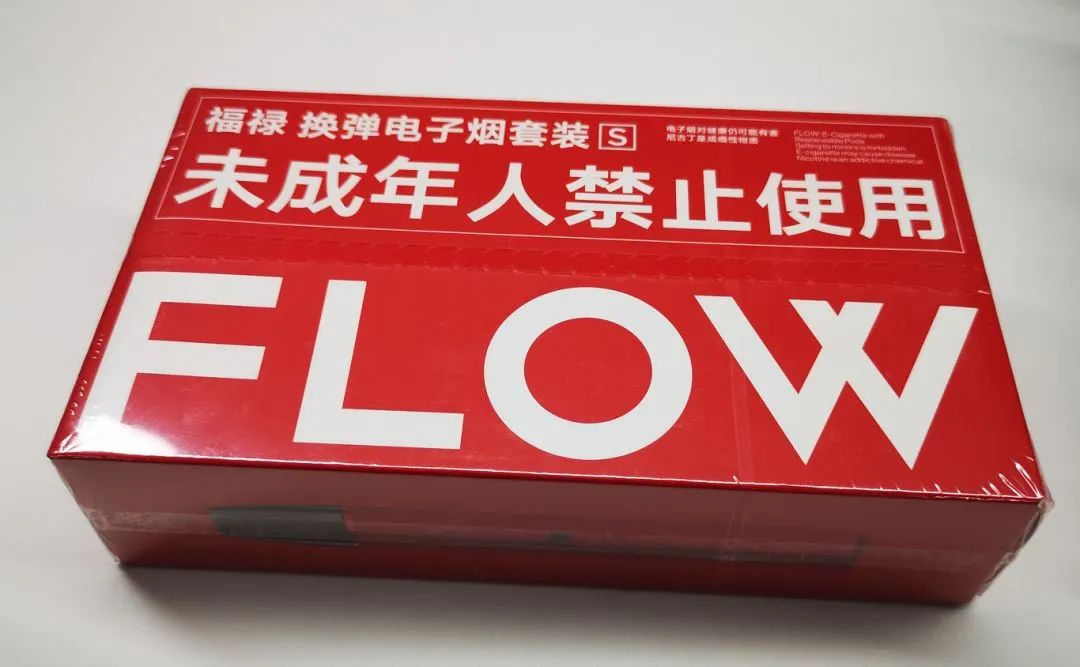 福禄 换弹电子烟套装 S
电子烟对健康仍可能有害
尼古丁是成瘾性物质
FLOW E-Cigarette with
Replaceable Pods
Selling to minors is forbidden
E-cigarette may cause disease
Nicotine is an addictive chemical
未成年人禁止使用
FLOW